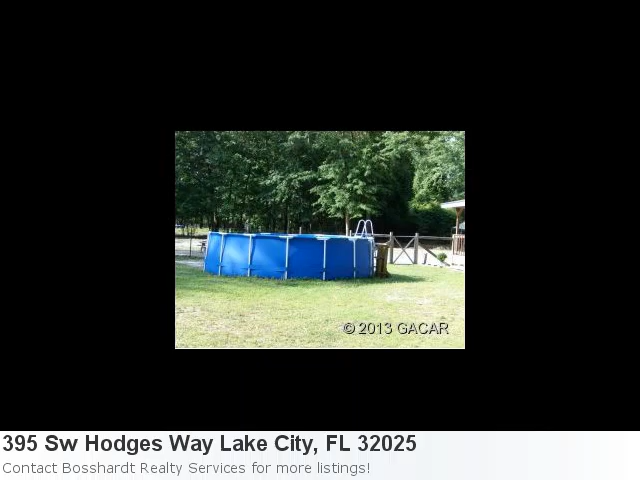 © 2013 GACAR
395 Sw Hodges Way Lake City, FL 32025
Contact Bosshardt Realty Services for more listings!